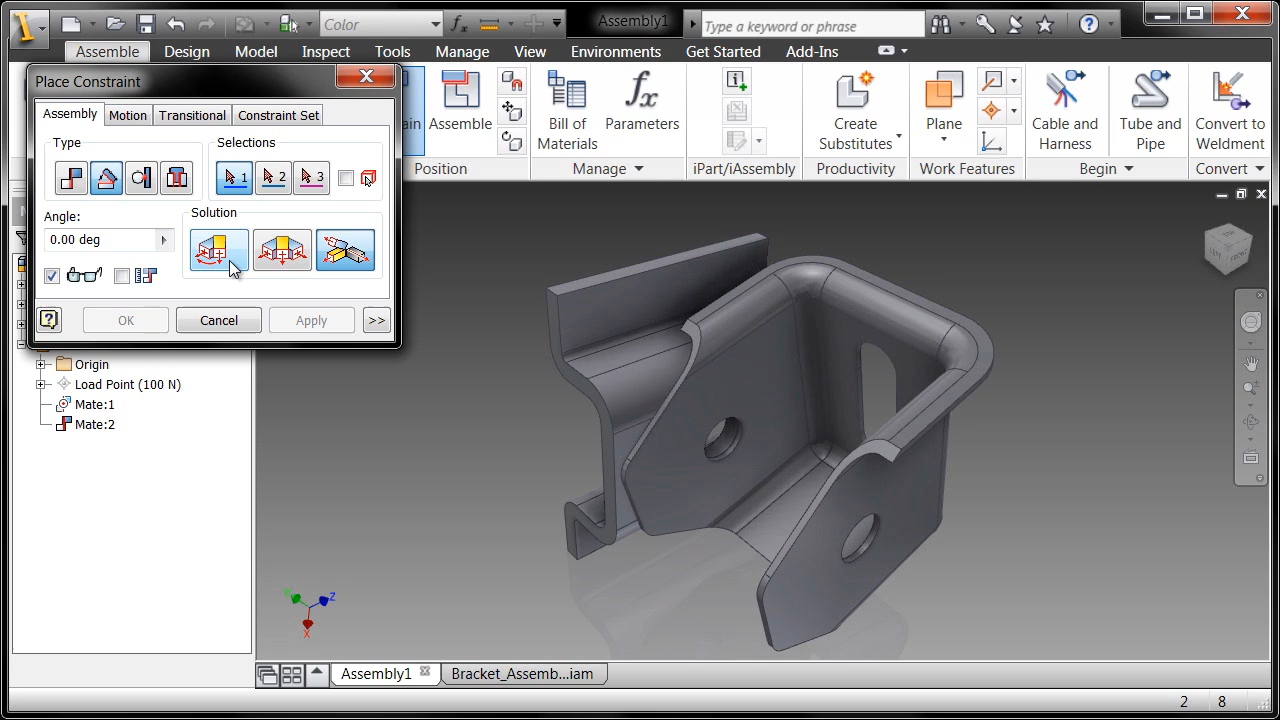 Color
Assembly1
Type a keyword or phrase
Assemble Design Model Inspect Tools Manage View Environments Get Started Add-Ins
Place Constraint
Assembly Motion Transitional Constraint Set
Type
Selections
1 2 3
Angle:
0.00 deg
Solution
OK Cancel Apply >>
Assemble
Bill of
Materials
Parameters
Create
Substitutes
Plane
Cable and
Harness
Tube and
Pipe
Convert to
Weldment
Position Manage iPart/iAssembly Productivity Work Features Begin Convert
Origin
Load Point (100 N)
Mate:1
Mate:2
Z
X
Assembly1 Bracket_Assemb...iam
2 8